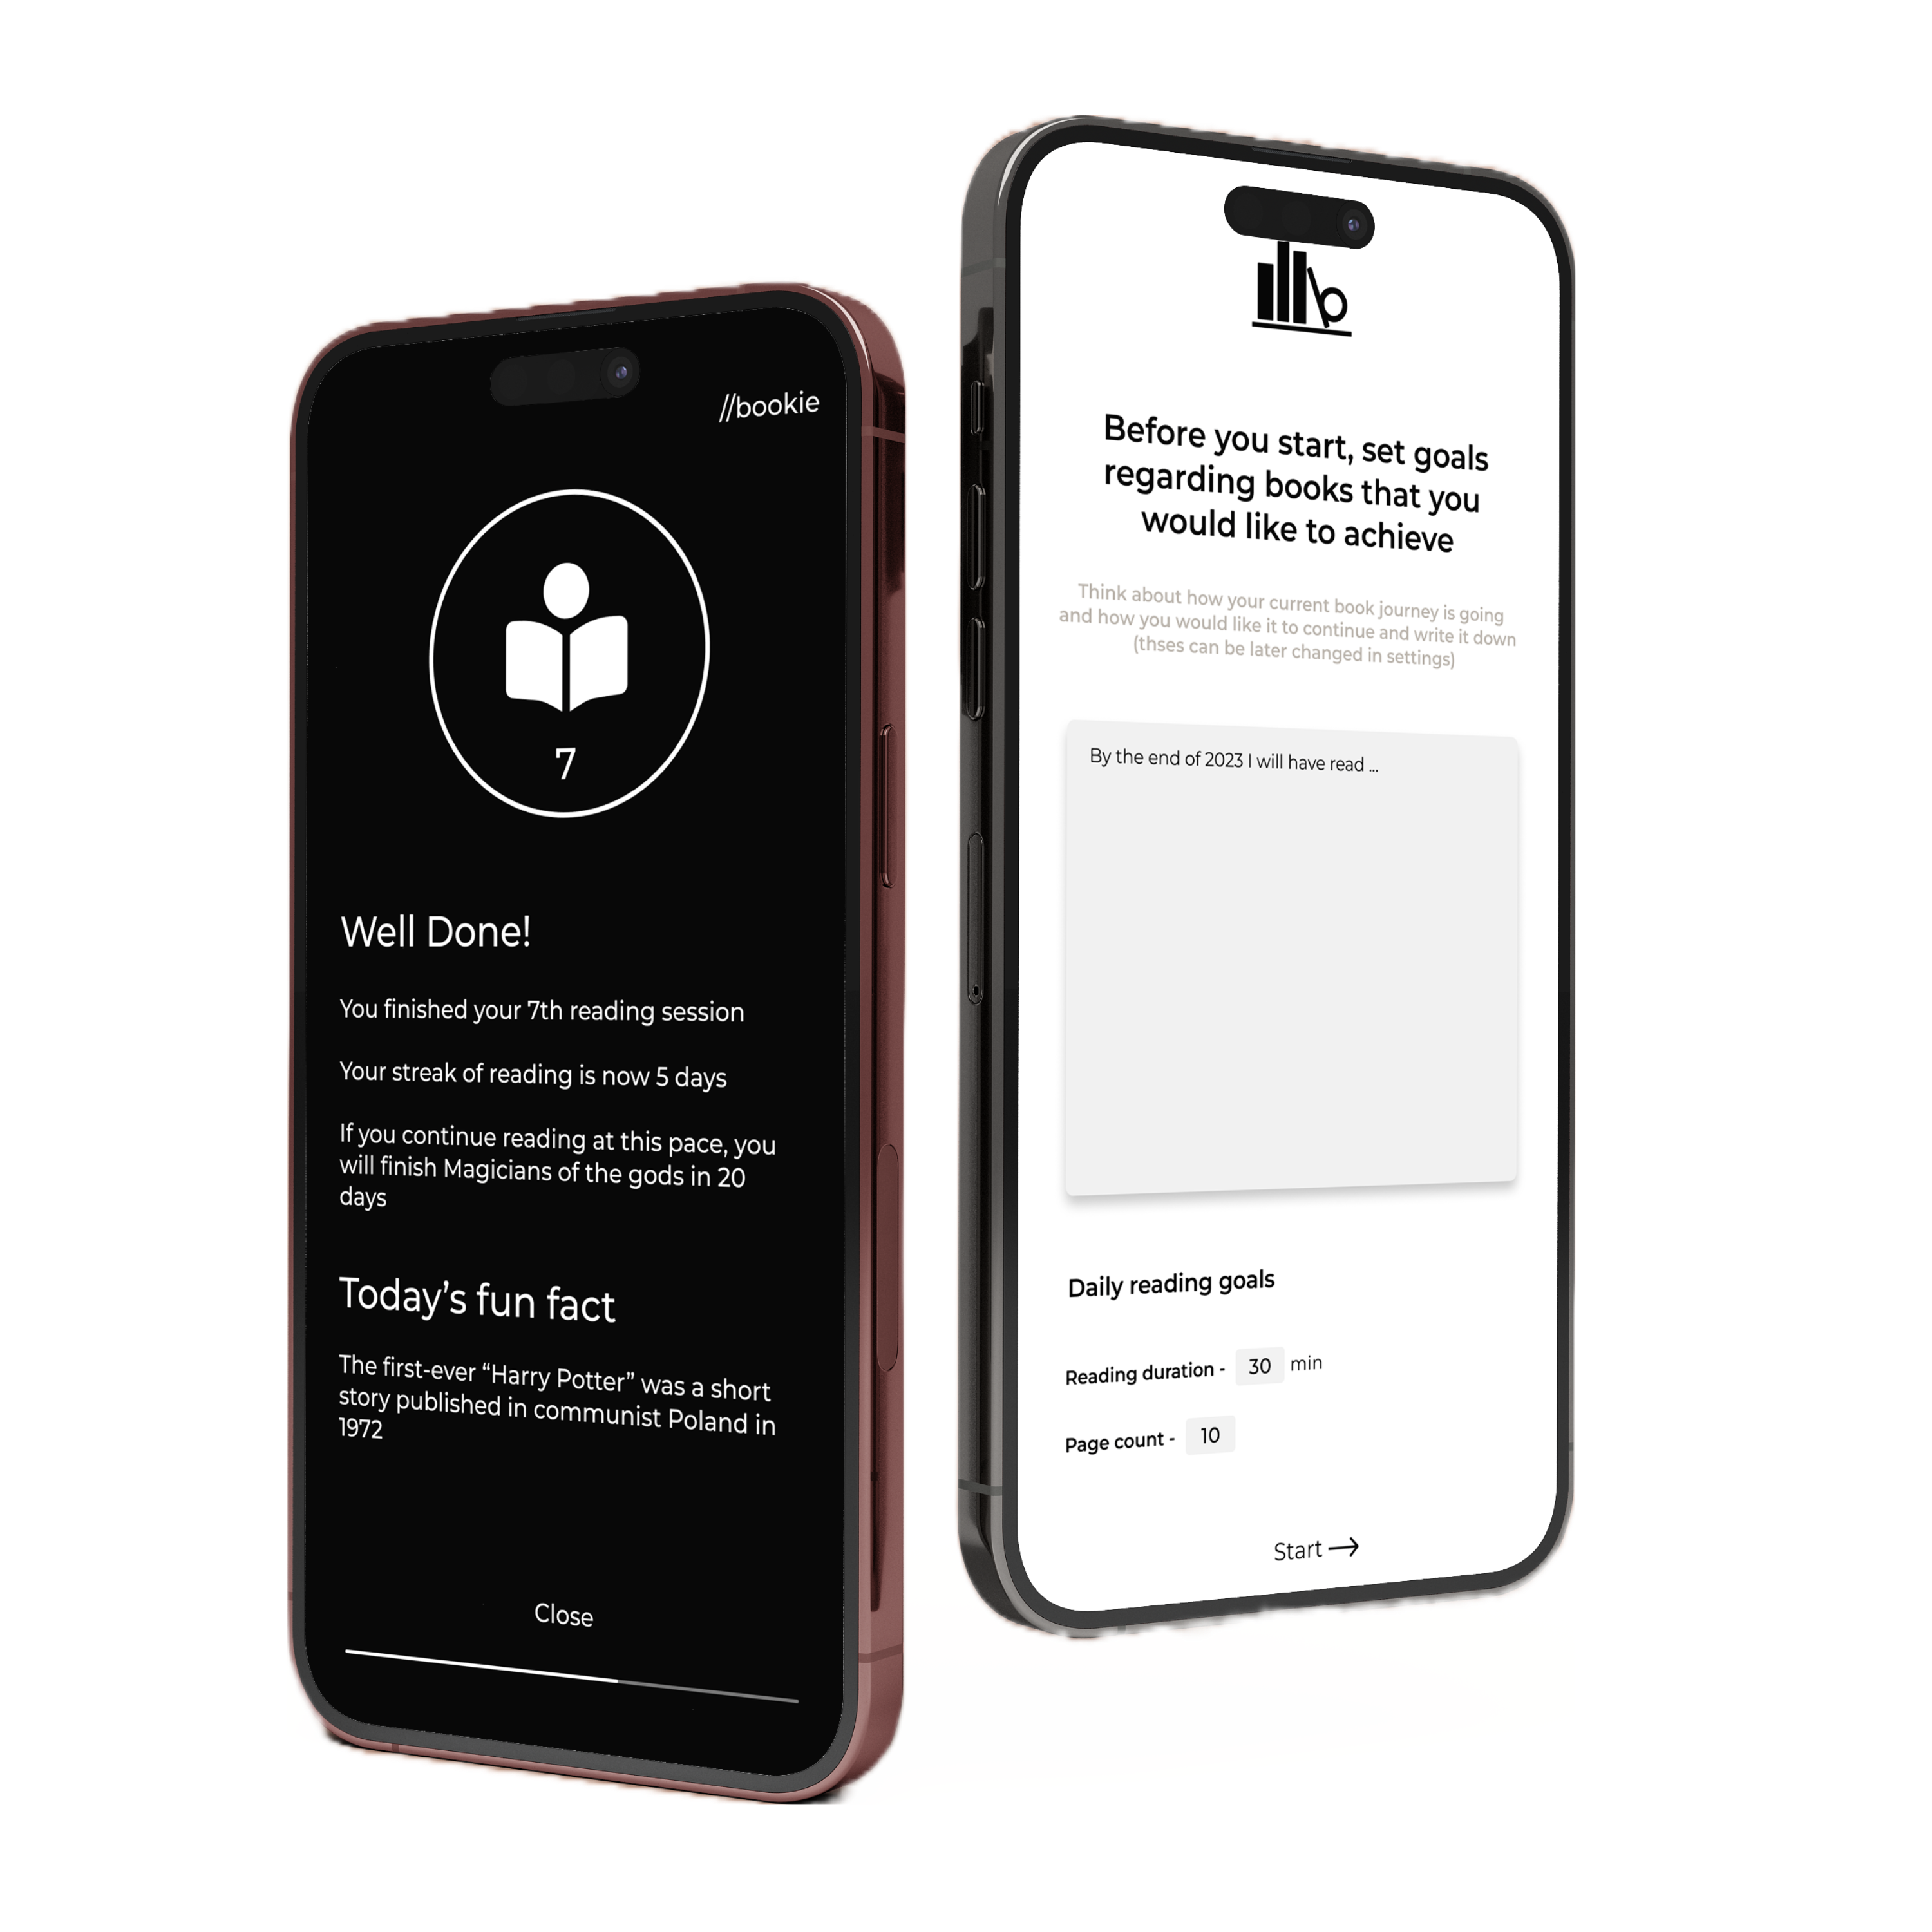 //bookie
7
Well Done!
You finished your 7th reading session
Your streak of reading is now 5 days
If you continue reading at this pace, you
will finish Magicians of the gods in 20
days
Today’s fun fact
The first-ever “Harry Potter” was a short
story published in communist Poland in
1972
Close
b
Before you start, set goals
regarding books that you
would like to achieve
Think about how your current book journey is going
and how you would like it to continue and write it down
(thses can be later changed in settings)
By the end of 2023 I will have read ...
Daily reading goals
Reading duration - 30 min
Page count - 10
Start →